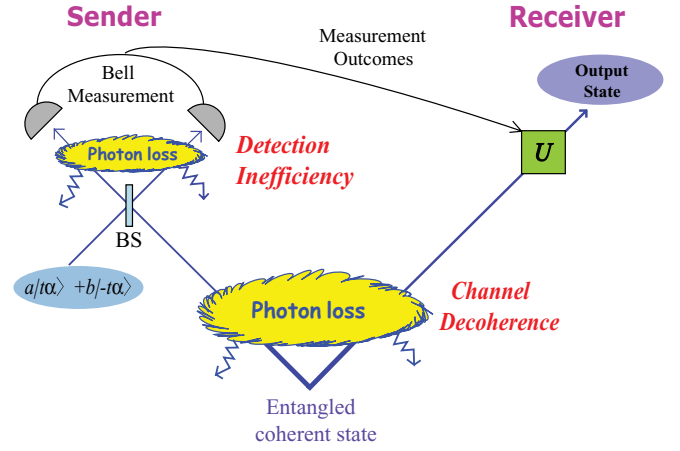 Sender
Receiver
Measurement
Outcomes
Bell
Measurement
Output
State
Photon loss
Detection
Inefficiency
U
BS
a|tα⟩ +b|-tα⟩
Photon loss
Channel
Decoherence
Entangled
coherent state